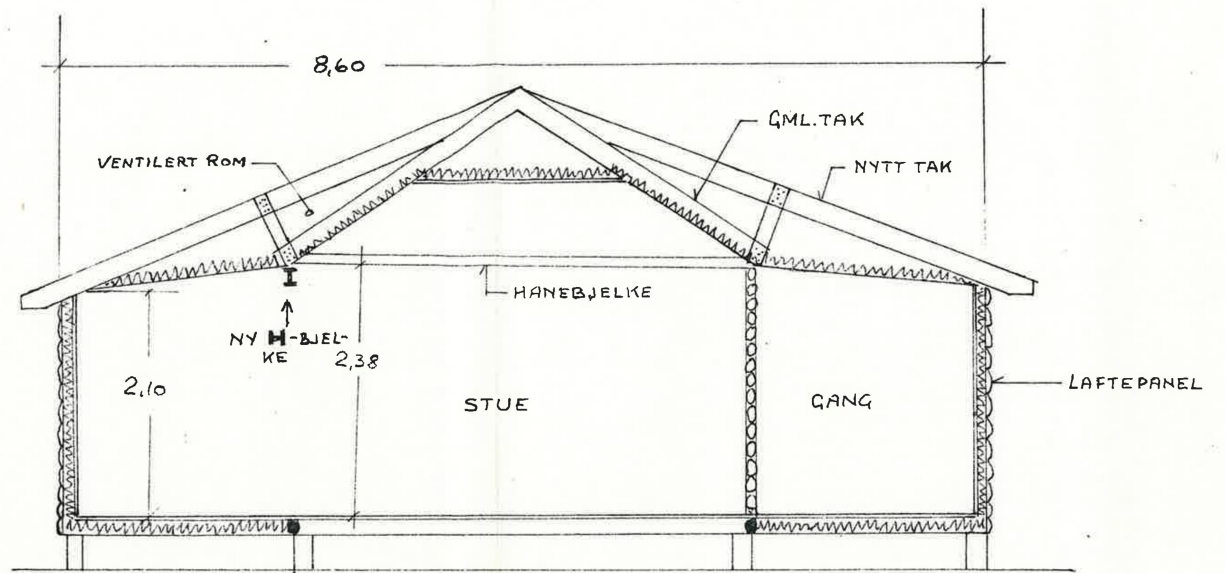 8,60
GML.TAK
VENTILERT ROM
NYTT TAK
HANEBJELKE
NY H-BJEL-
KE
2,38
2,10
STUE
GANG
LAFTEPANEL